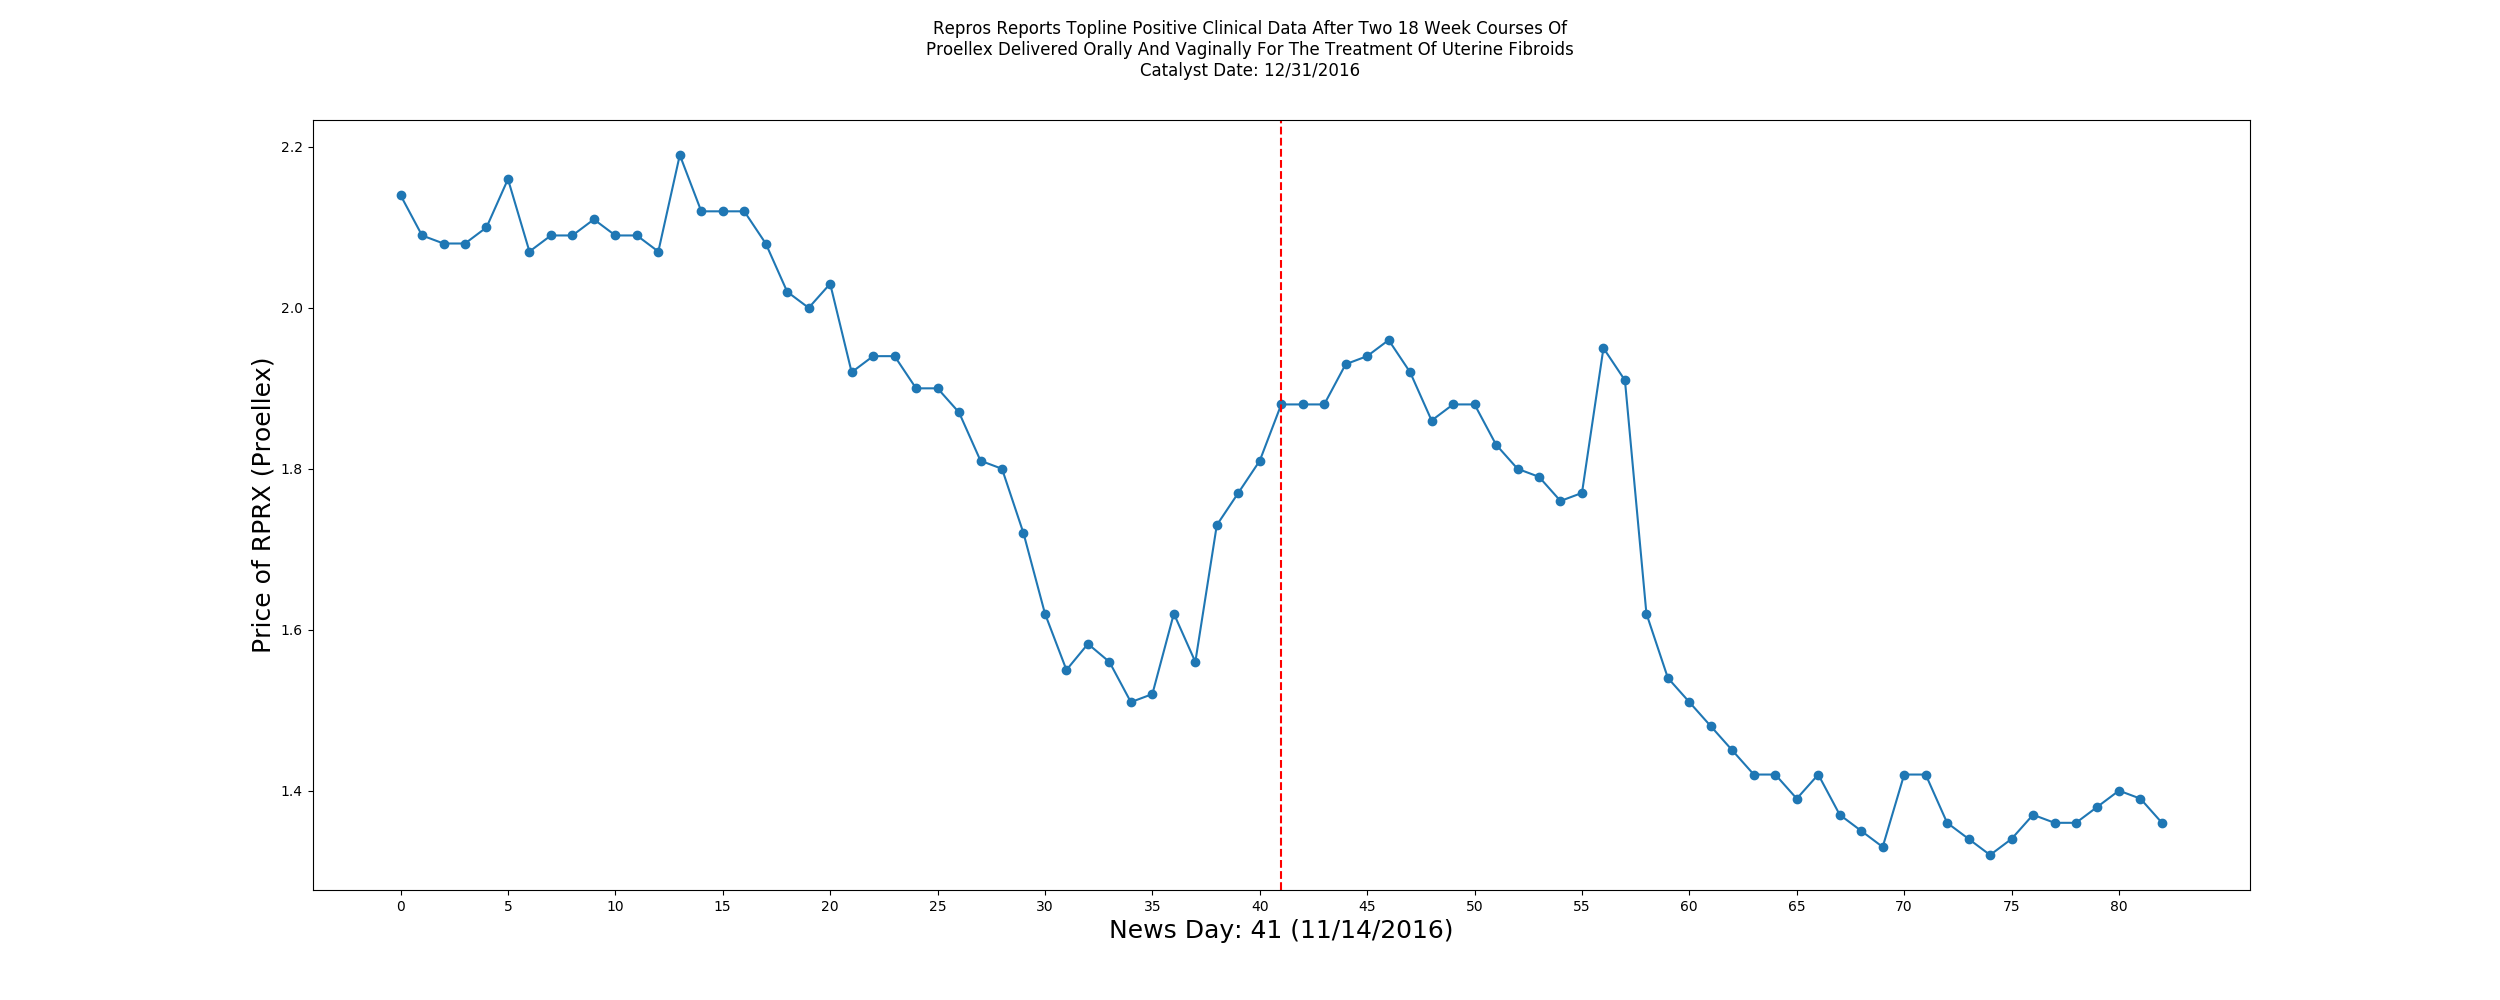 Repros Reports Topline Positive Clinical Data After Two 18 Week Courses Of
Proellex Delivered Orally And Vaginally For The Treatment Of Uterine Fibroids
Catalyst Date: 12/31/2016
Price of RPRX (Proellex)
2.2
2.0
1.8
1.6
1.4
0 5 10 15 20 25 30 35 40 45 50 55 60 65 70 75 80
News Day: 41 (11/14/2016)